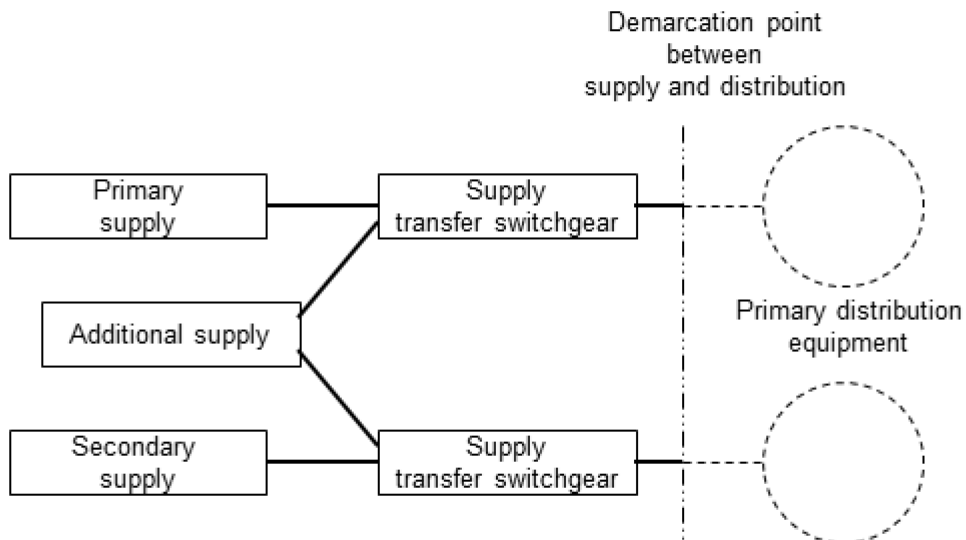 Demarcation point
between
supply and distribution
Primary
supply
Supply
transfer switchgear
Additional supply
Primary distribution
equipment
Secondary
supply
Supply
transfer switchgear